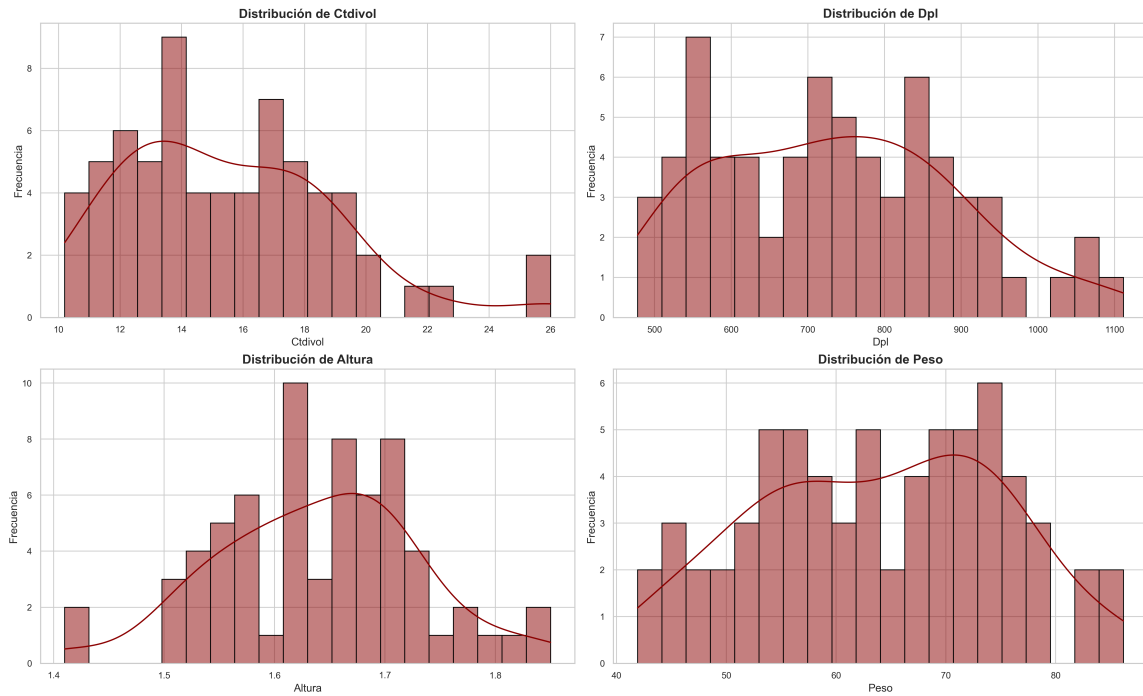 Distribución de Ctdivol
Frecuencia
8
6
4
2
0
10 12 14 16 18 20 22 24 26
Ctdivol
Distribución de Dpl
Frecuencia
7
6
5
4
3
2
1
0
500 600 700 800 900 1000 1100
Dpl
Distribución de Altura
Frecuencia
10
8
6
4
2
0
1.4 1.5 1.6 1.7 1.8
Altura
Distribución de Peso
Frecuencia
6
5
4
3
2
1
0
40 50 60 70 80
Peso